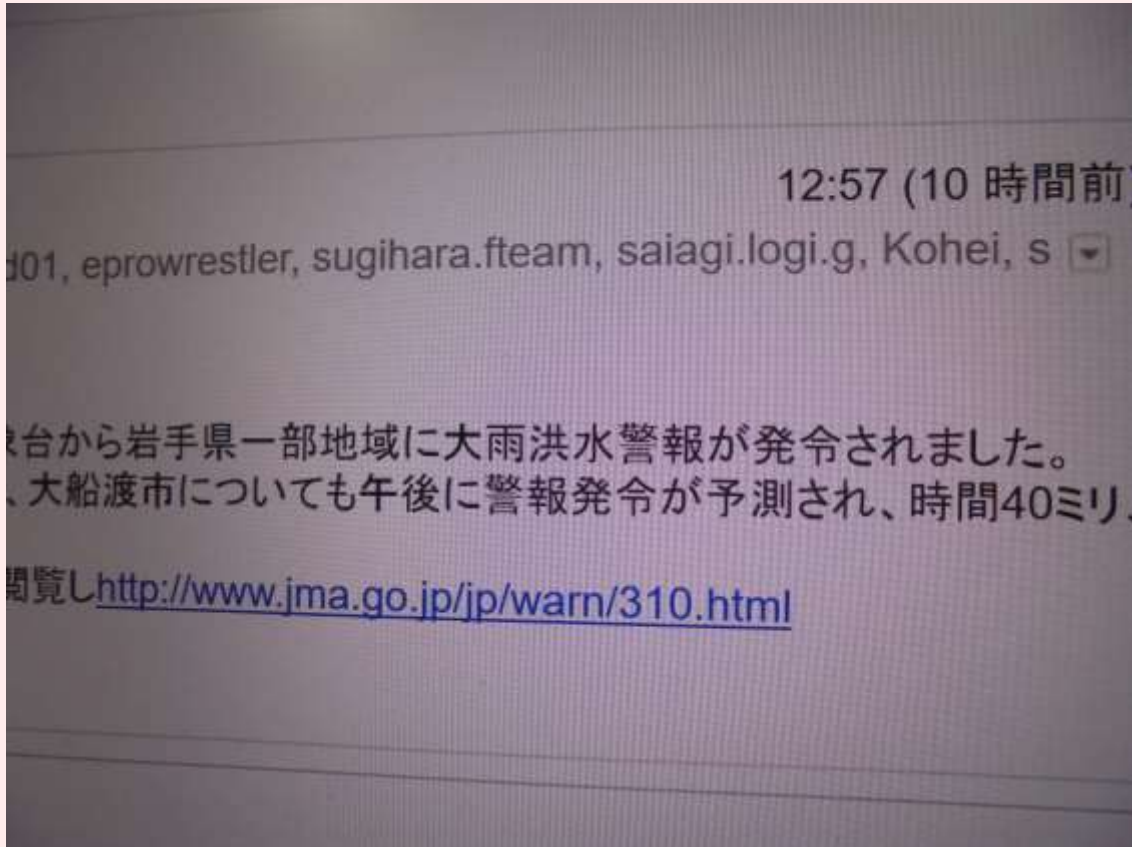 12:57 (10 時間前)
d01, eprowrestler, sugihara.fteam, saiagi.logi.g, Kohei, s
象台から岩手県一部地域に大雨洪水警報が発令されました。
、大船渡市についても午後に警報発令が予測され、時間40ミリ、
閲覧しhttp://www.jma.go.jp/jp/warn/310.html